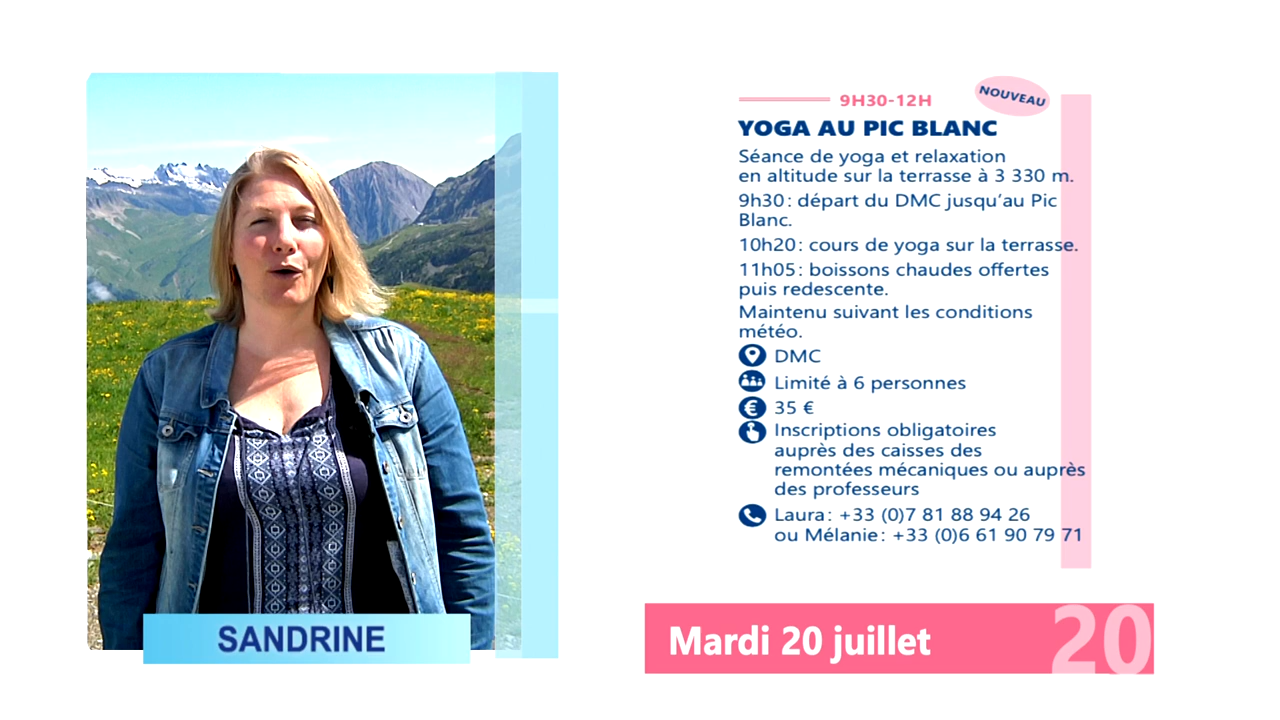 SANDRINE
9H30-12H
NOUVEAU
YOGA AU PIC BLANC
Séance de yoga et relaxation
en altitude sur la terrasse à 3 330 m.
9h30 : départ du DMC jusqu'au Pic
Blanc.
10h20 : cours de yoga sur la terrasse.
11h05 : boissons chaudes offertes
puis redescente.
Maintenu suivant les conditions
météo.
DMC
Limité à 6 personnes
35 €
Inscriptions obligatoires
auprès des caisses des
remontées mécaniques ou auprès
des professeurs
Laura : +33 (0)7 81 88 94 26
ou Mélanie : +33 (0)6 61 90 79 71
Mardi 20 juillet
20